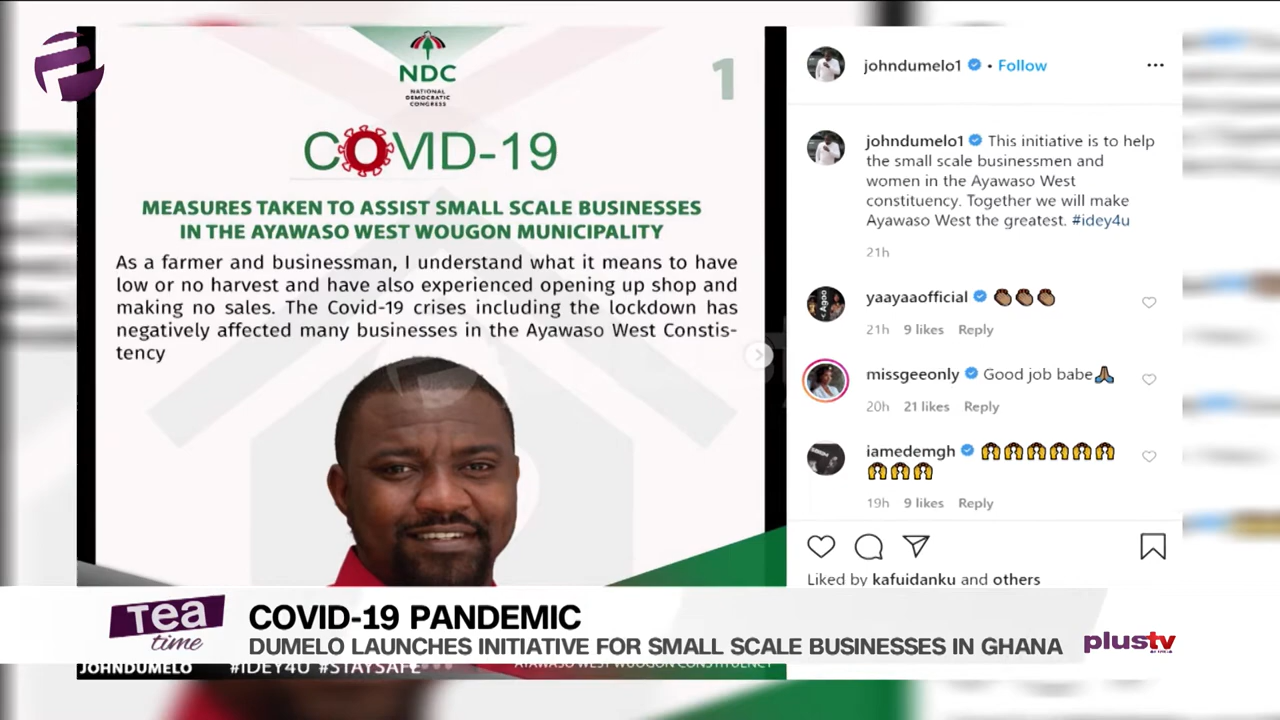 NDC
NATIONAL
DEMOCRATIC
CONGRESS
1
COVID-19
MEASURES TAKEN TO ASSIST SMALL SCALE BUSINESSES
IN THE AYAWASO WEST WOUGON MUNICIPALITY
As a farmer and businessman, I understand what it means to have
low or no harvest and have also experienced opening up shop and
making no sales. The Covid-19 crises including the lockdown has
negatively affected many businesses in the Ayawaso West Constis-
tency
johndumelo1 • Follow
johndumelo1 This initiative is to help
the small scale businessmen and
women in the Ayawaso West
constituency. Together we will make
Ayawaso West the greatest. #idey4u
21h
yaayaaofficial 👏🏽👏🏽👏🏽
21h 9 likes Reply
missgeeonly Good job babe🙏🏽
20h 21 likes Reply
iamedemgh 🙌🙌🙌🙌🙌🙌
🙌🙌🙌
19h 9 likes Reply
Liked by kafuidanku and others
Tea
time
COVID-19 PANDEMIC
DUMELO LAUNCHES INITIATIVE FOR SMALL SCALE BUSINESSES IN GHANA
plustv
JOHNDUMELO #IDEY4U #STAYSAFE AYAWASO WEST WOUGON CONSTITUENCY